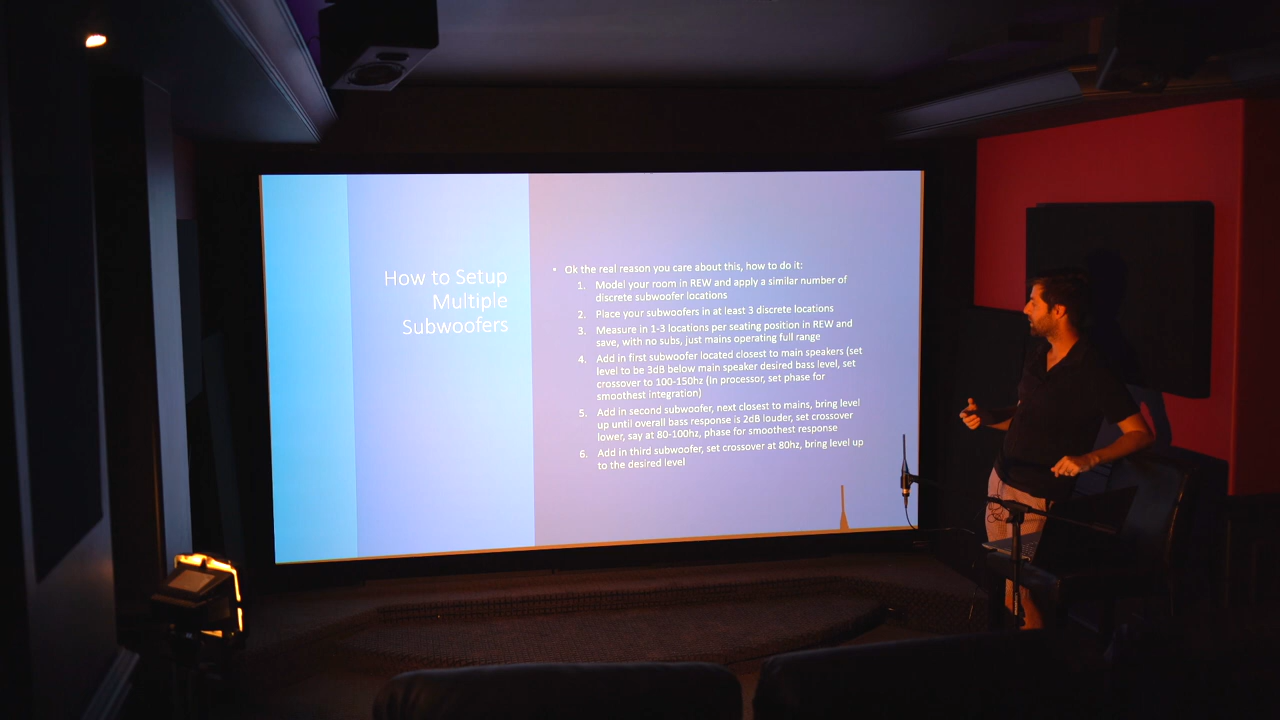 How to Setup
Multiple
Subwoofers
• Ok the real reason you care about this, how to do it:
1. Model your room in REW and apply a similar number of
discrete subwoofer locations
2. Place your subwoofers in at least 3 discrete locations
3. Measure in 1-3 locations per seating position in REW and
save, with no subs, just mains operating full range
4. Add in first subwoofer located closest to main speakers (set
level to be 3dB below main speaker desired bass level, set
crossover to 100-150hz (in processor, set phase for
smoothest integration)
5. Add in second subwoofer, next closest to mains, bring level
up until overall bass response is 2dB louder, set crossover
lower, say at 80-100hz, phase for smoothest response
6. Add in third subwoofer, set crossover at 80hz, bring level up
to the desired level